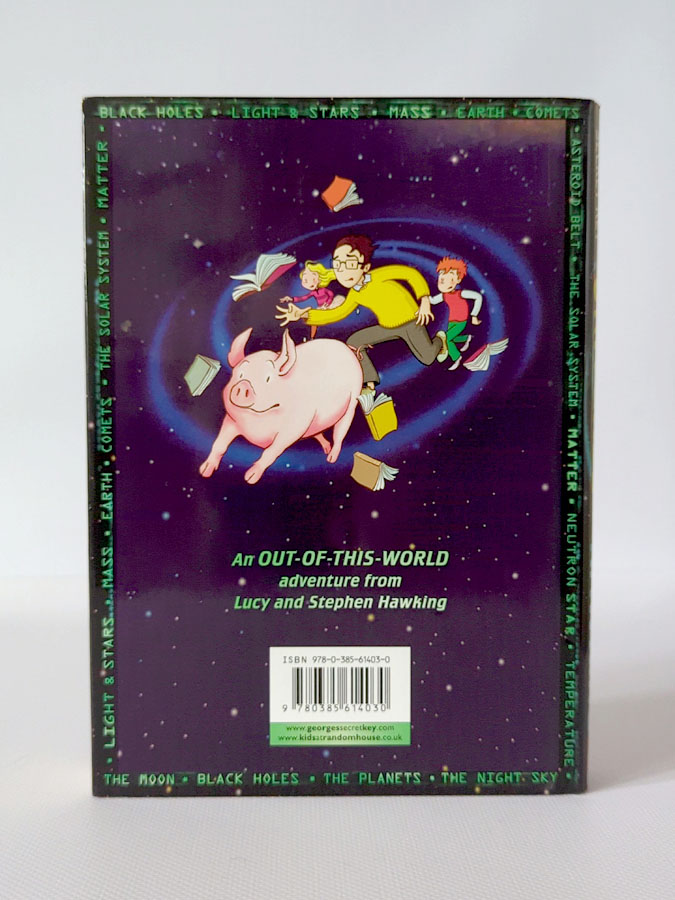 BLACK HOLES • LIGHT & STARS • MASS • EARTH • COMETS •
ASTEROID BELT • THE SOLAR SYSTEM • MATTER • NEUTRON STAR • TEMPERATURE •
• LIGHT & STARS • MASS • EARTH • COMETS • THE SOLAR SYSTEM • MATTER •
An OUT-OF-THIS-WORLD
adventure from
Lucy and Stephen Hawking
ISBN 978-0-385-61403-0
9 780385 614030
www.georgessecretkey.com
www.kidsatrandomhouse.co.uk
THE MOON • BLACK HOLES • THE PLANETS • THE NIGHT SKY •